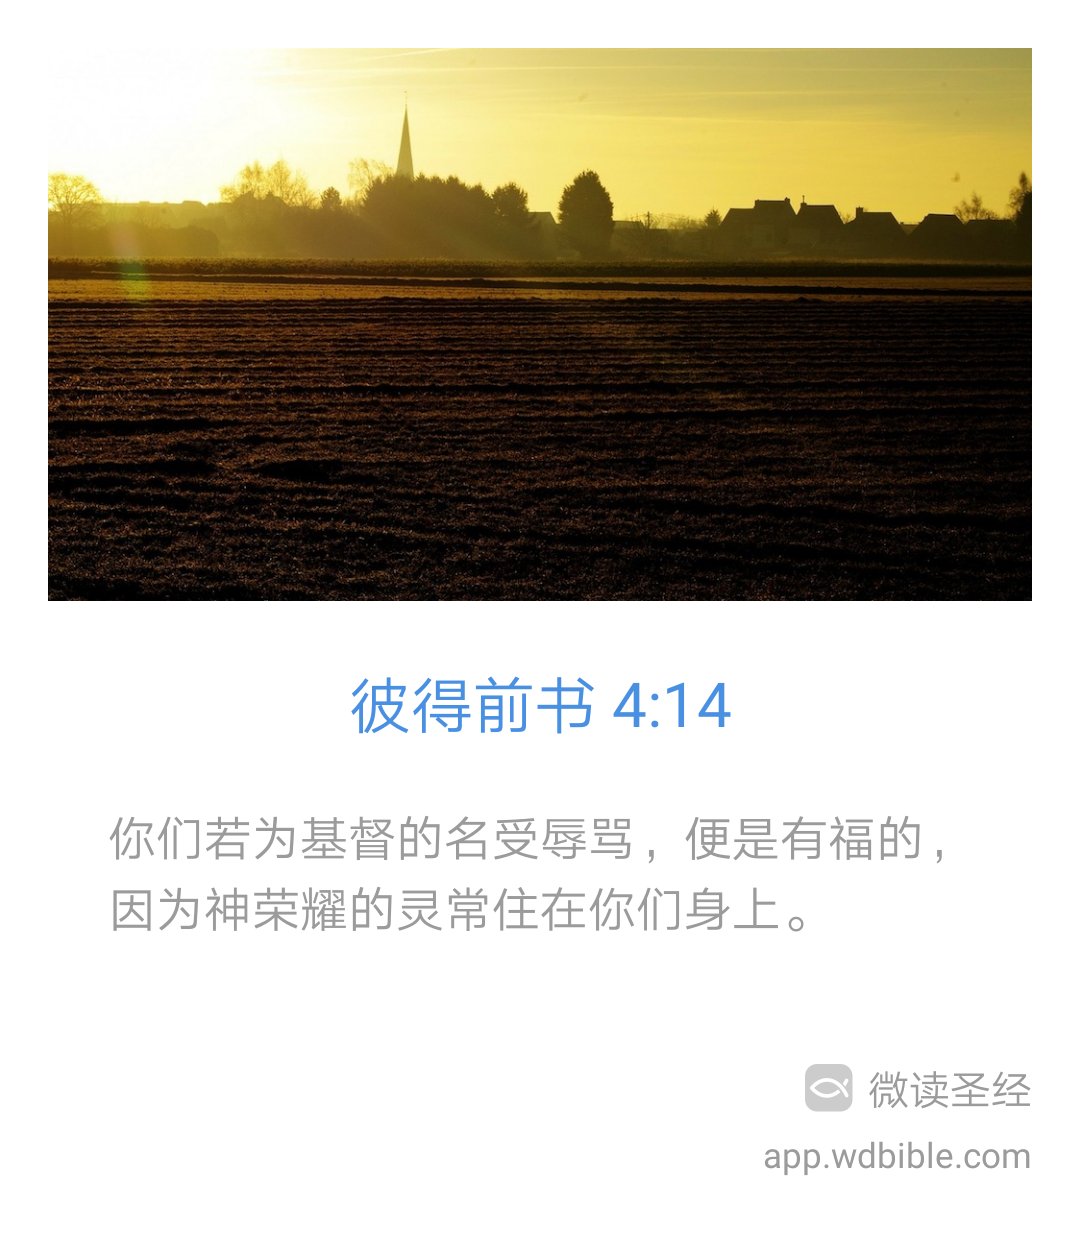 彼得前书 4:14
你们若为基督的名受辱骂，便是有福的，
因为神荣耀的灵常住在你们身上。
微读圣经
app.wdbible.com